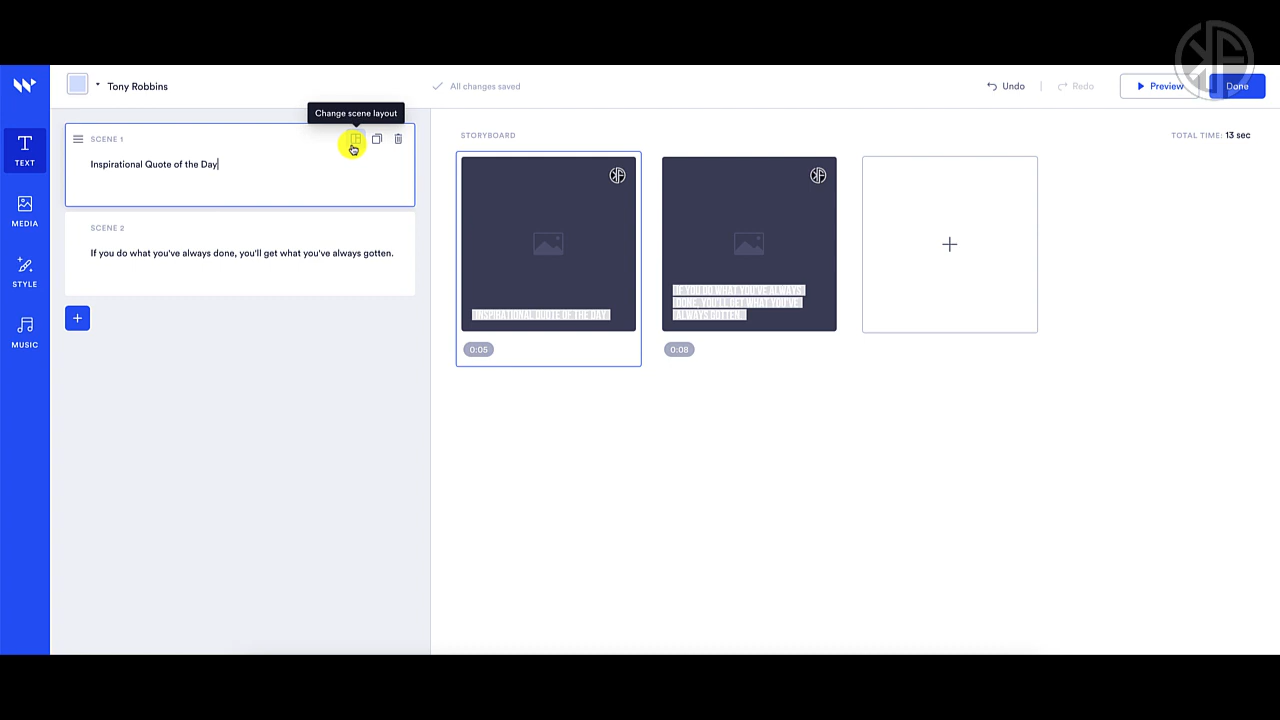 Tony Robbins
All changes saved
Undo
Redo
Preview
Done
Change scene layout
TEXT
MEDIA
STYLE
MUSIC
SCENE 1
Inspirational Quote of the Day
SCENE 2
If you do what you've always done, you'll get what you've always gotten.
STORYBOARD
TOTAL TIME: 13 sec
INSPIRATIONAL QUOTE OF THE DAY
0:05
IF YOU DO WHAT YOU'VE ALWAYS
DONE, YOU'LL GET WHAT YOU'VE
ALWAYS GOTTEN.
0:08